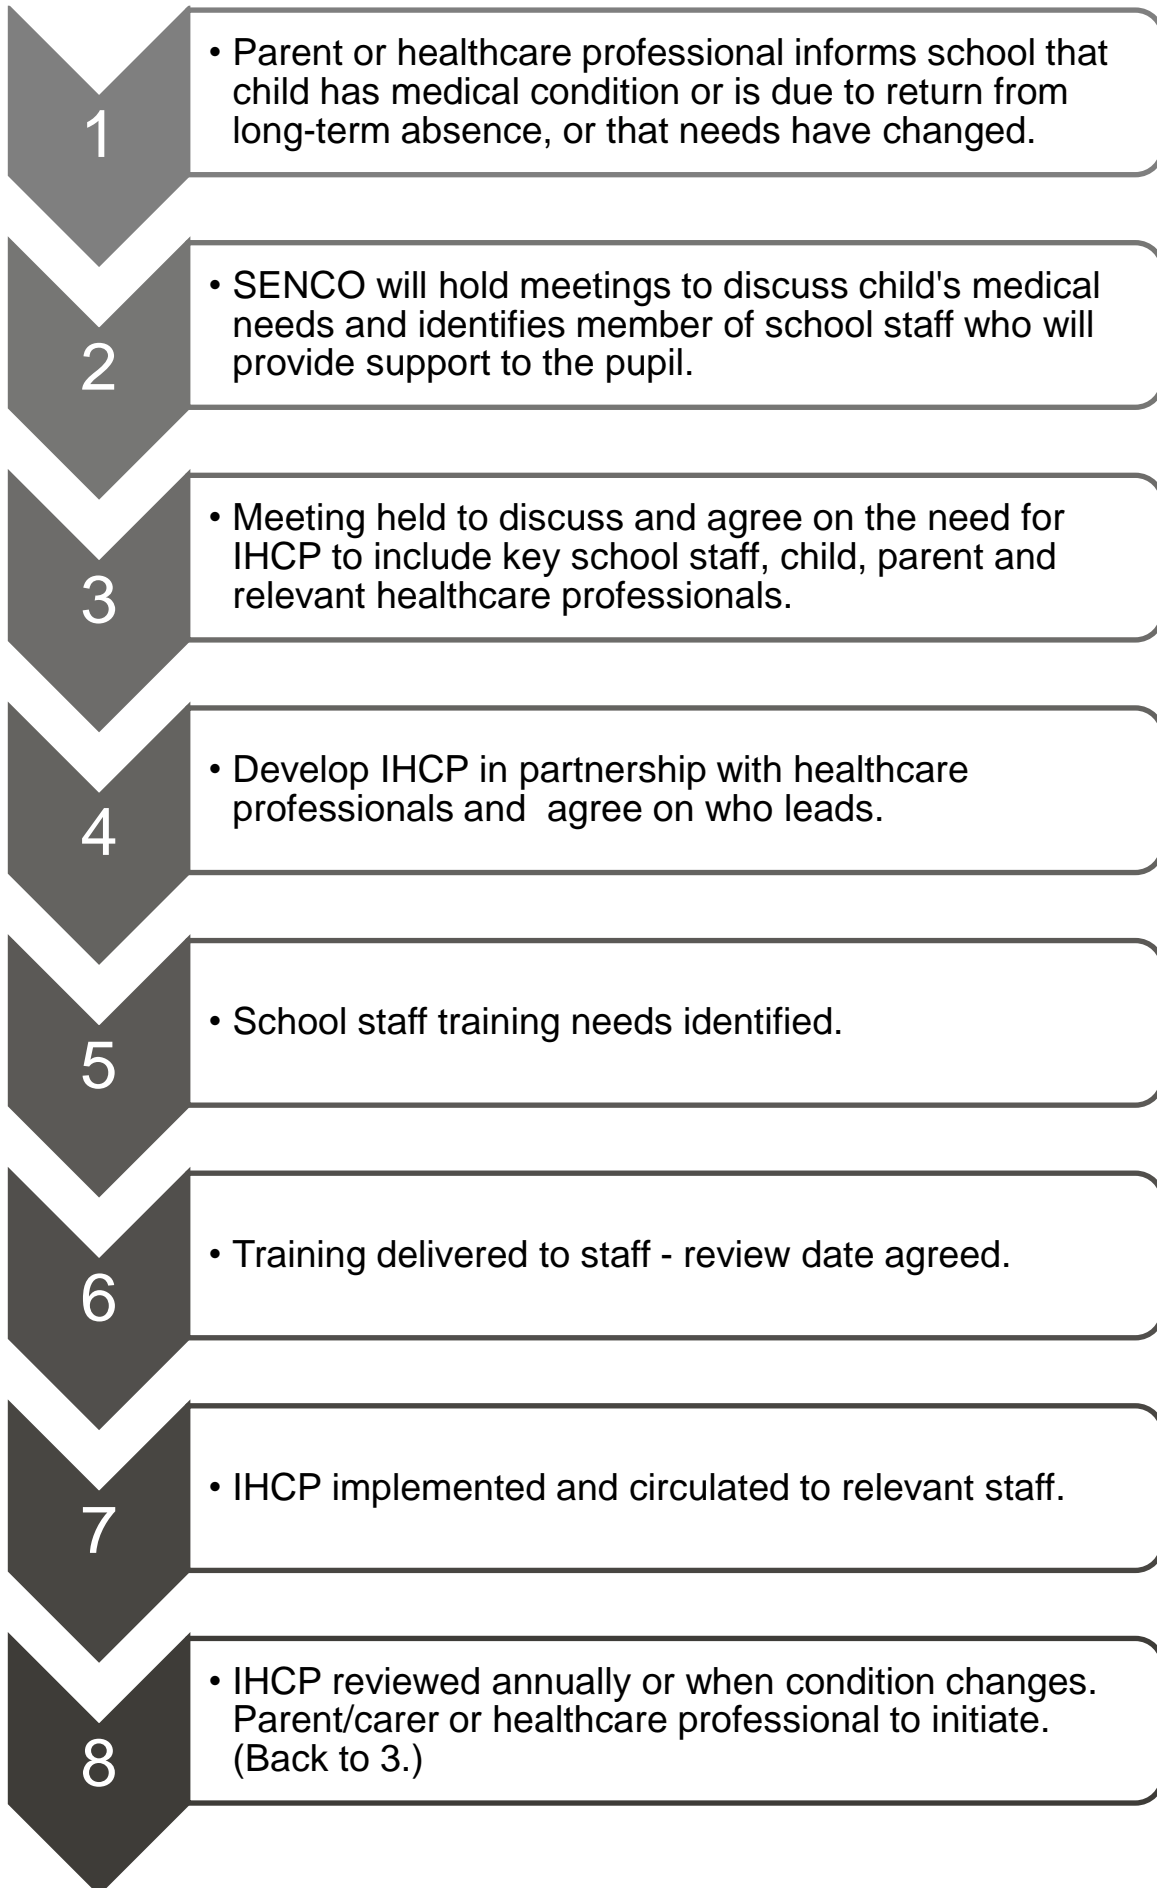 1
• Parent or healthcare professional informs school that
child has medical condition or is due to return from
long-term absence, or that needs have changed.
2
• SENCO will hold meetings to discuss child's medical
needs and identifies member of school staff who will
provide support to the pupil.
3
• Meeting held to discuss and agree on the need for
IHCP to include key school staff, child, parent and
relevant healthcare professionals.
4
• Develop IHCP in partnership with healthcare
professionals and  agree on who leads.
5
• School staff training needs identified.
6
• Training delivered to staff - review date agreed.
7
• IHCP implemented and circulated to relevant staff.
8
• IHCP reviewed annually or when condition changes.
Parent/carer or healthcare professional to initiate.
(Back to 3.)